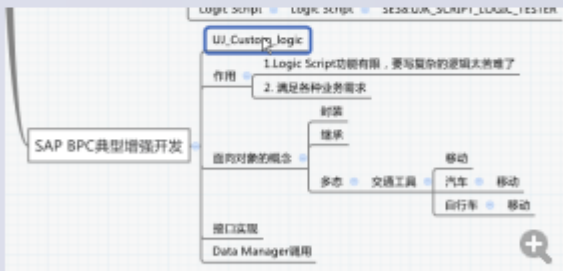 Logic Script Logic Script SE38:UJK_SCRIPT_LOGIC_TESTER
UJ_Custom_logic
作用
1.Logic Script功能有限，要写复杂的逻辑太苦难了
2. 满足各种业务需求
SAP BPC典型增强开发
面向对象的概念
封装
继承
多态 交通工具
移动
汽车 移动
自行车 移动
接口实现
Data Manager调用